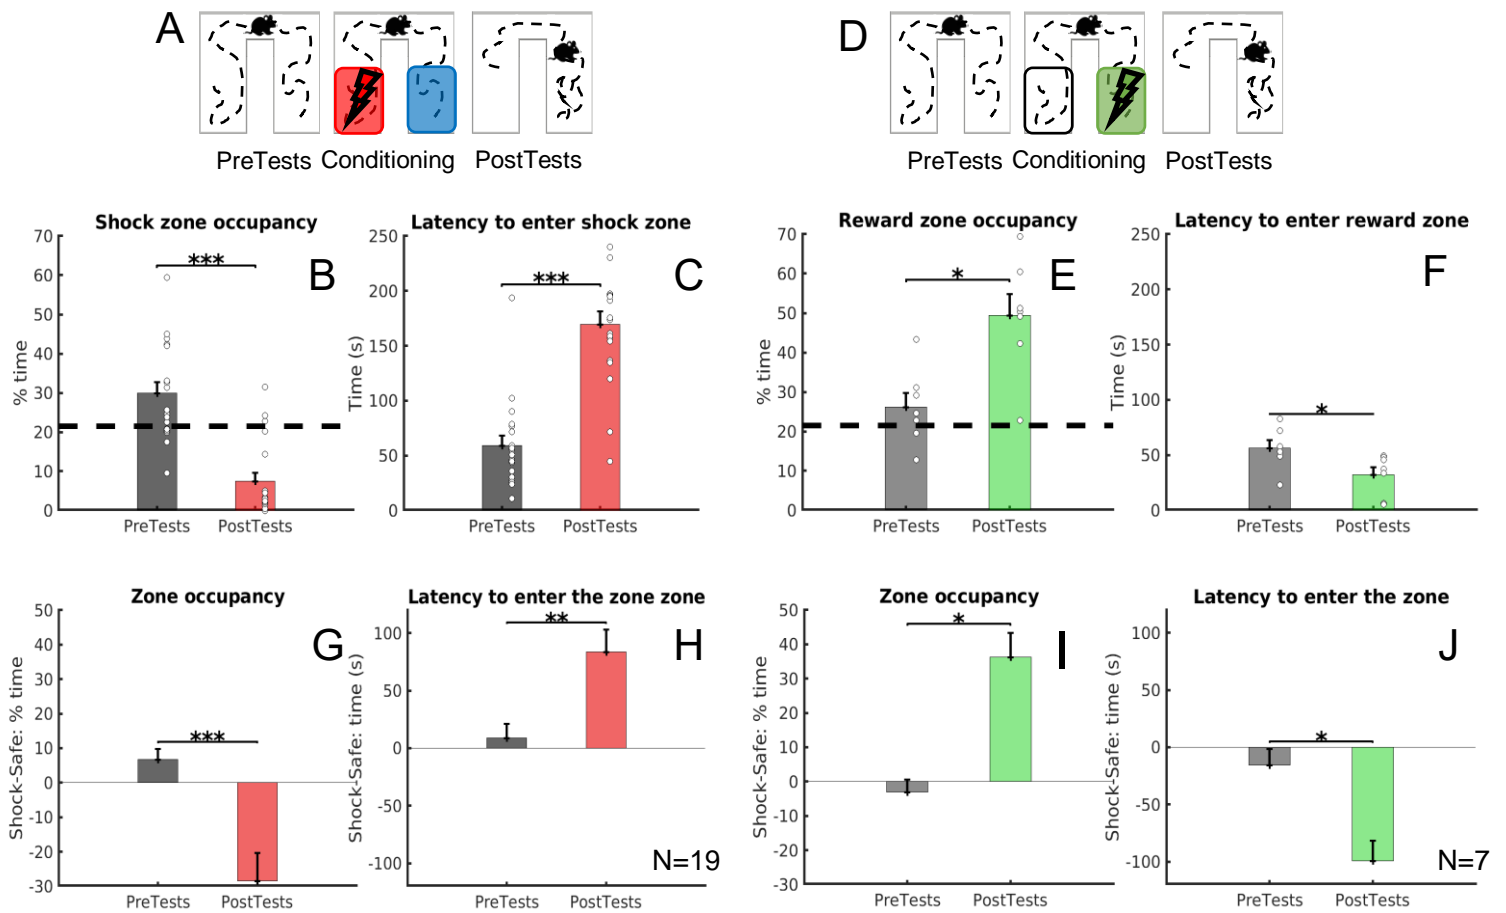 A
D
PreTests Conditioning PostTests
PreTests Conditioning PostTests
Shock zone occupancy
70
60
50
40
30
20
10
0
% time
***
B
PreTests PostTests
Latency to enter shock zone
250
200
150
100
50
0
Time (s)
***
C
PreTests PostTests
Reward zone occupancy
70
60
50
40
30
20
10
0
% time
*
E
PreTests PostTests
Latency to enter reward zone
250
200
150
100
50
0
Time (s)
*
F
PreTests PostTests
Zone occupancy
50
40
30
20
10
0
-10
-20
-30
Shock-Safe: % time
***
G
PreTests PostTests
Latency to enter the zone zone
100
50
0
-50
-100
Shock-Safe: time (s)
**
H
N=19
PreTests PostTests
Zone occupancy
50
40
30
20
10
0
-10
-20
-30
Shock-Safe: % time
*
I
PreTests PostTests
Latency to enter the zone
100
50
0
-50
-100
Shock-Safe: time (s)
*
J
N=7
PreTests PostTests